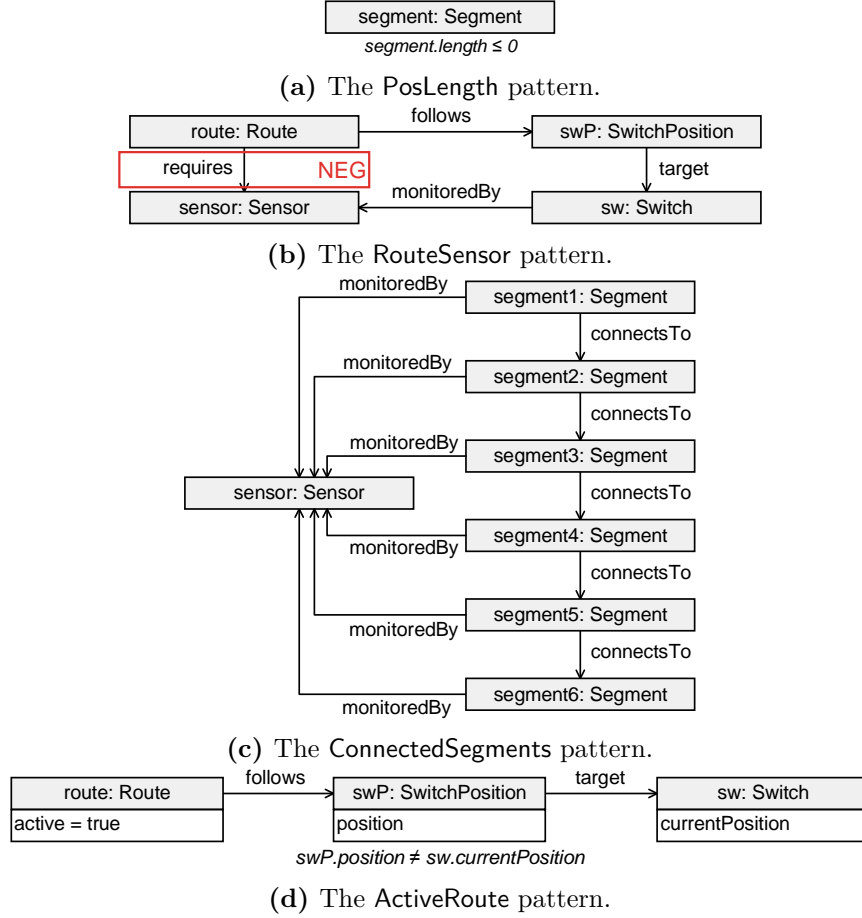 segment: Segment
segment.length ≤ 0
(a) The PosLength pattern.
route: Route
follows
swP: SwitchPosition
requires
NEG
target
sensor: Sensor
monitoredBy
sw: Switch
(b) The RouteSensor pattern.
monitoredBy
segment1: Segment
connectsTo
monitoredBy
segment2: Segment
connectsTo
monitoredBy
segment3: Segment
sensor: Sensor
connectsTo
monitoredBy
segment4: Segment
connectsTo
monitoredBy
segment5: Segment
connectsTo
monitoredBy
segment6: Segment
(c) The ConnectedSegments pattern.
route: Route
follows
swP: SwitchPosition
target
sw: Switch
active = true
position
currentPosition
swP.position ≠ sw.currentPosition
(d) The ActiveRoute pattern.